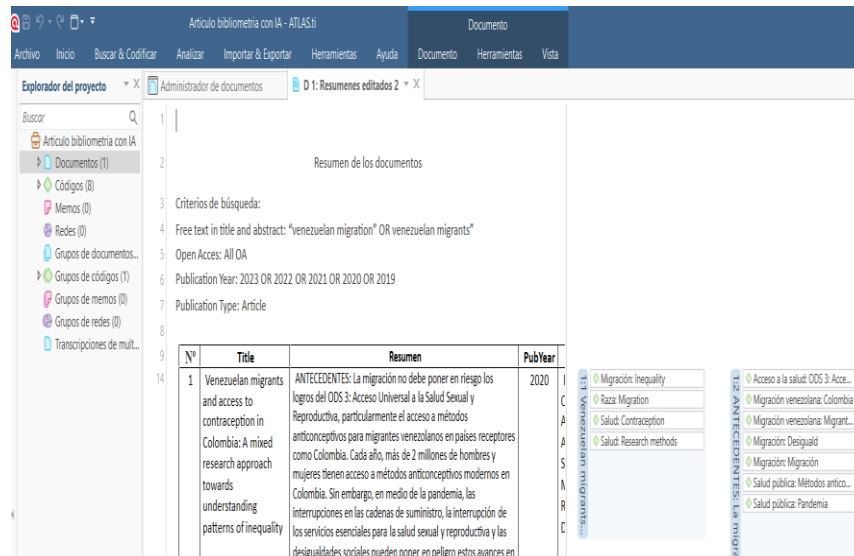 Articulo bibliometria con IA - ATLAS.ti
Documento
Archivo Inicio Buscar & Codificar Analizar Importar & Exportar Herramientas Ayuda Documento Herramientas Vista
Explorador del proyecto
Administrador de documentos
D 1: Resumenes editados 2
Buscar
Articulo bibliometria con IA
Documentos (1)
Códigos (8)
Memos (0)
Redes (0)
Grupos de documentos...
Grupos de códigos (1)
Grupos de memos (0)
Grupos de redes (0)
Transcripciones de mult...
1
2 Resumen de los documentos
3 Criterios de búsqueda:
4 Free text in title and abstract: “venezuelan migration” OR venezuelan migrants”
5 Open Acces: All OA
6 Publication Year: 2023 OR 2022 OR 2021 OR 2020 OR 2019
7 Publication Type: Article
8
9 N° Title Resumen PubYear
14 1
Venezuelan migrants
and access to
contraception in
Colombia: A mixed
research approach
towards
understanding
patterns of inequality
ANTECEDENTES: La migración no debe poner en riesgo los
logros del ODS 3: Acceso Universal a la Salud Sexual y
Reproductiva, particularmente el acceso a métodos
anticonceptivos para migrantes venezolanos en países receptores
como Colombia. Cada año, más de 2 millones de hombres y
mujeres tienen acceso a métodos anticonceptivos modernos en
Colombia. Sin embargo, en medio de la pandemia, las
interrupciones en las cadenas de suministro, la interrupción de
los servicios esenciales para la salud sexual y reproductiva y las
desigualdades sociales pueden poner en peligro estos avances en
2020
1:1 Venezuelan migrants...
Migración: Inequality
Raza: Migration
Salud: Contraception
Salud: Research methods
1:2 ANTECEDENTES: La migra
Acceso a la salud: ODS 3: Acce...
Migración venezolana: Colombia
Migración venezolana: Migrant...
Migración: Desiguald
Migración: Migración
Salud pública: Métodos antico...
Salud pública: Pandemia